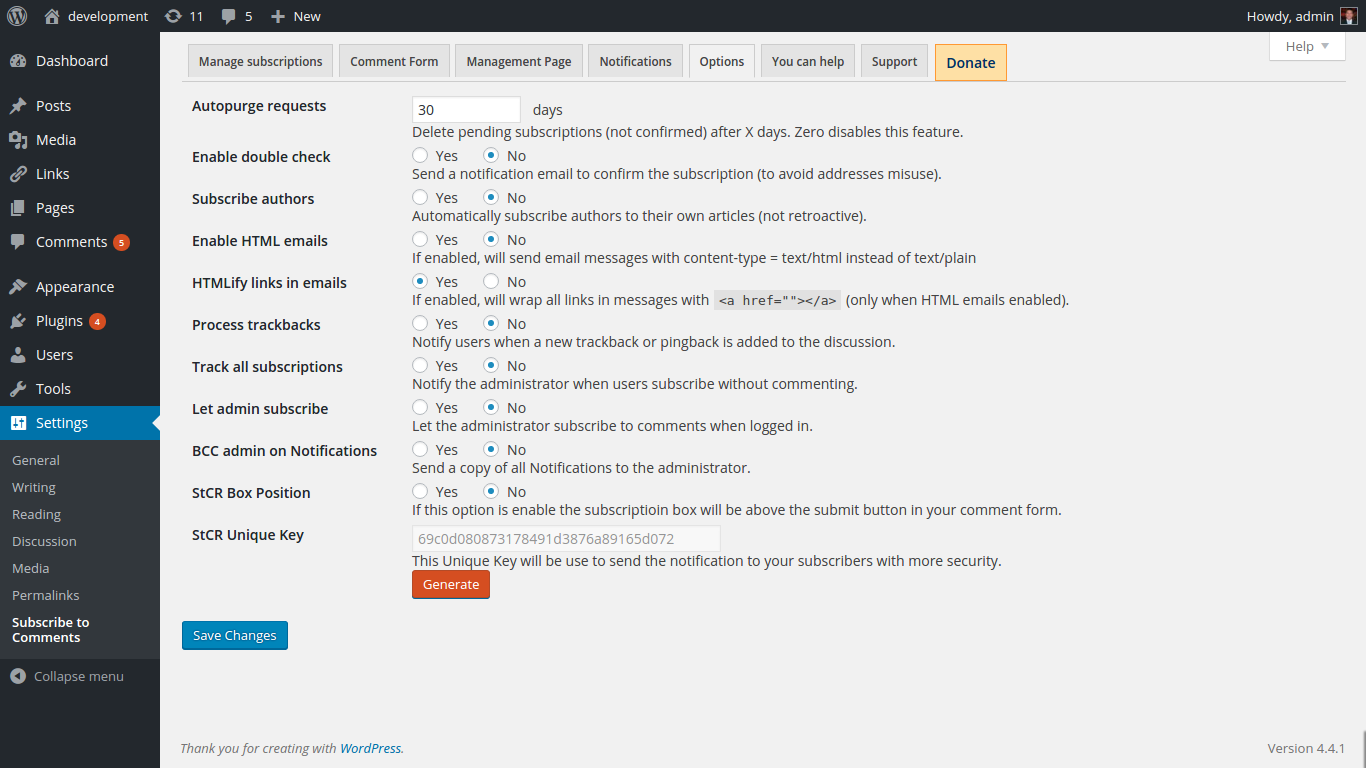 development 11 5 New Howdy, admin
Dashboard
Posts
Media
Links
Pages
Comments 5
Appearance
Plugins 4
Users
Tools
Settings
General
Writing
Reading
Discussion
Media
Permalinks
Subscribe to
Comments
Collapse menu
Help
Manage subscriptions Comment Form Management Page Notifications Options You can help Support Donate
Autopurge requests 30 days
Delete pending subscriptions (not confirmed) after X days. Zero disables this feature.
Enable double check Yes No
Send a notification email to confirm the subscription (to avoid addresses misuse).
Subscribe authors Yes No
Automatically subscribe authors to their own articles (not retroactive).
Enable HTML emails Yes No
If enabled, will send email messages with content-type = text/html instead of text/plain
HTMLify links in emails Yes No
If enabled, will wrap all links in messages with <a href=""></a> (only when HTML emails enabled).
Process trackbacks Yes No
Notify users when a new trackback or pingback is added to the discussion.
Track all subscriptions Yes No
Notify the administrator when users subscribe without commenting.
Let admin subscribe Yes No
Let the administrator subscribe to comments when logged in.
BCC admin on Notifications Yes No
Send a copy of all Notifications to the administrator.
StCR Box Position Yes No
If this option is enable the subscriptioin box will be above the submit button in your comment form.
StCR Unique Key 69c0d080873178491d3876a89165d072
This Unique Key will be use to send the notification to your subscribers with more security.
Generate
Save Changes
Thank you for creating with WordPress. Version 4.4.1